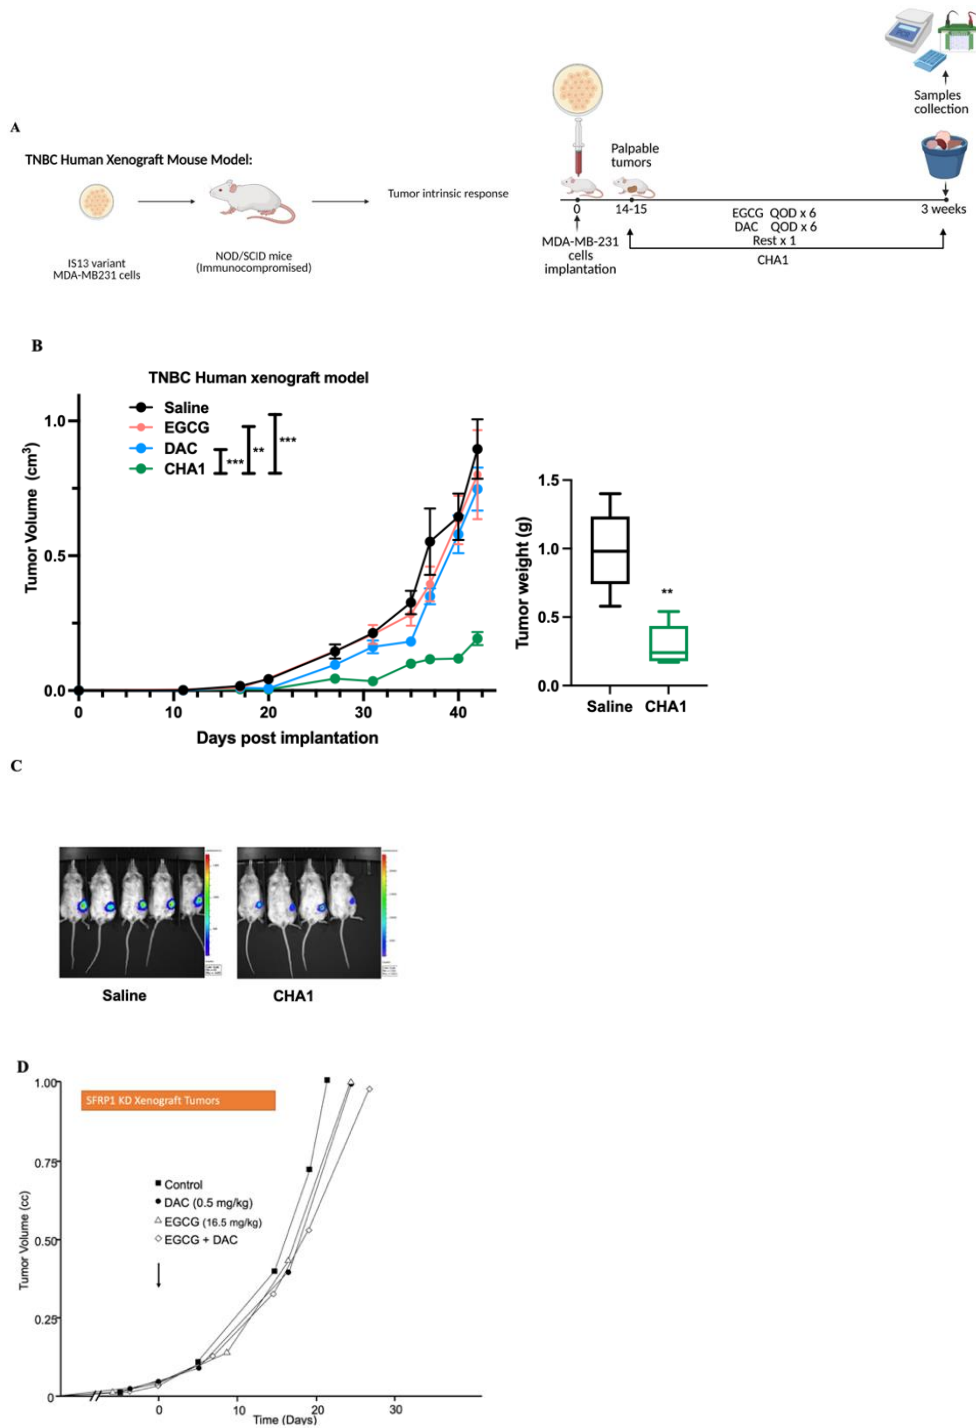 A
TNBC Human Xenograft Mouse Model:
IS13 variant
MDA-MB231 cells
NOD/SCID mice
(Immunocompromised)
Tumor intrinsic response
Palpable
tumors
Samples
collection
0
14-15
3 weeks
MDA-MB-231
cells
implantation
EGCG QOD x 6
DAC QOD x 6
Rest x 1
CHA1
B
TNBC Human xenograft model
Saline
EGCG
DAC
CHA1
***
**
***
Tumor Volume (cm³)
1.0
0.5
0.0
0
10
20
30
40
Days post implantation
Tumor weight (g)
1.5
1.0
0.5
0.0
**
Saline
CHA1
C
Saline
CHA1
D
SFRP1 KD Xenograft Tumors
Control
DAC (0.5 mg/kg)
EGCG (16.5 mg/kg)
EGCG + DAC
Tumor Volume (cc)
1.00
0.75
0.50
0.25
0
0
10
20
30
Time (Days)